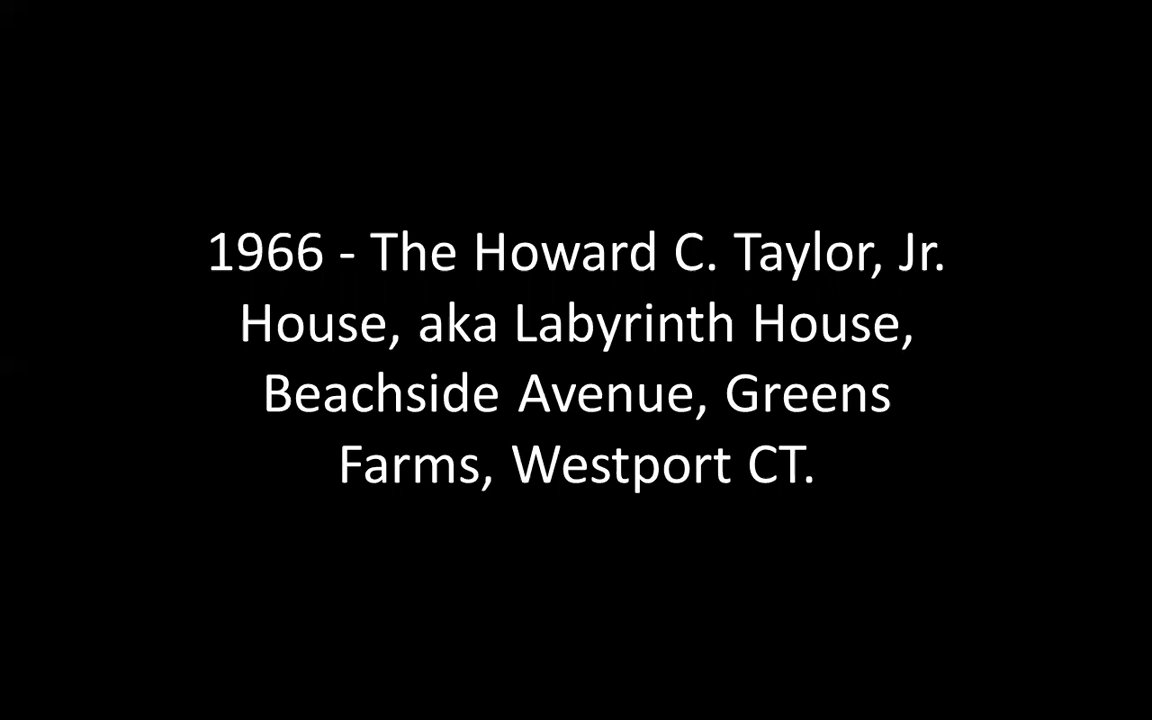 1966 - The Howard C. Taylor, Jr.
House, aka Labyrinth House,
Beachside Avenue, Greens
Farms, Westport CT.